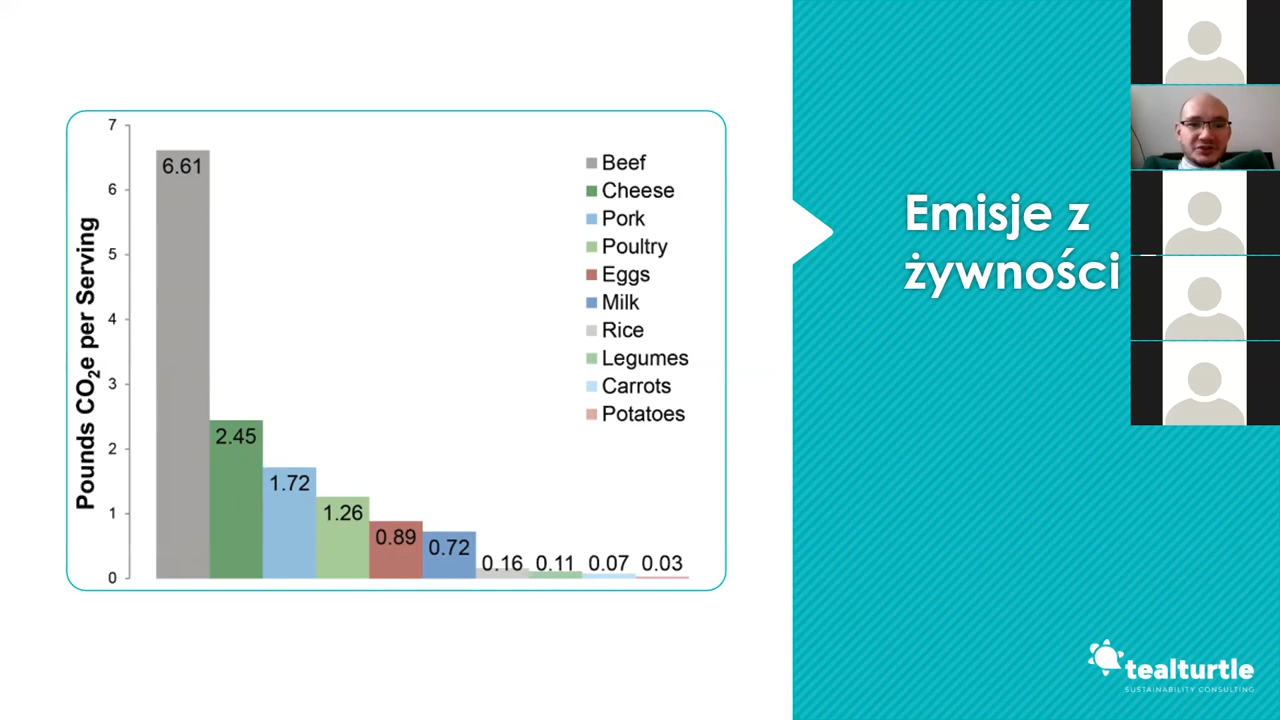 7
6
5
4
3
2
1
0
Pounds CO₂e per Serving
6.61
2.45
1.72
1.26
0.89
0.72
0.16
0.11
0.07
0.03
Beef
Cheese
Pork
Poultry
Eggs
Milk
Rice
Legumes
Carrots
Potatoes
Emisje z
żywności
tealturtle
SUSTAINABILITY CONSULTING